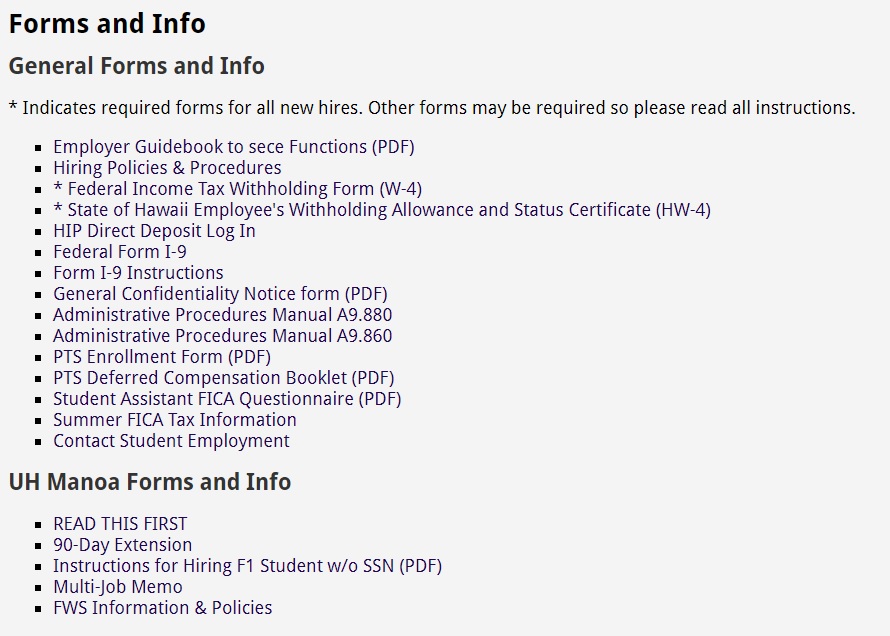 Forms and Info
General Forms and Info
* Indicates required forms for all new hires. Other forms may be required so please read all instructions.
Employer Guidebook to sece Functions (PDF)
Hiring Policies & Procedures
* Federal Income Tax Withholding Form (W-4)
* State of Hawaii Employee's Withholding Allowance and Status Certificate (HW-4)
HIP Direct Deposit Log In
Federal Form I-9
Form I-9 Instructions
General Confidentiality Notice form (PDF)
Administrative Procedures Manual A9.880
Administrative Procedures Manual A9.860
PTS Enrollment Form (PDF)
PTS Deferred Compensation Booklet (PDF)
Student Assistant FICA Questionnaire (PDF)
Summer FICA Tax Information
Contact Student Employment
UH Manoa Forms and Info
READ THIS FIRST
90-Day Extension
Instructions for Hiring F1 Student w/o SSN (PDF)
Multi-Job Memo
FWS Information & Policies